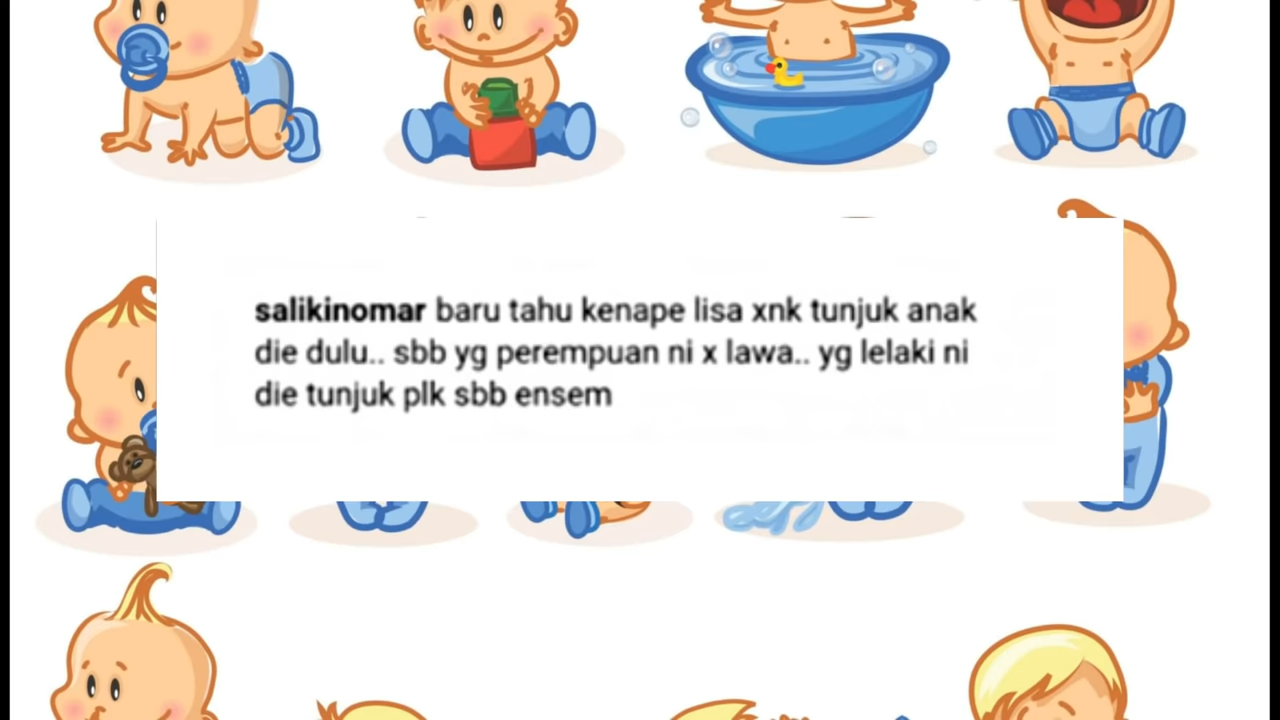 salikinomar baru tahu kenape lisa xnk tunjuk anak
die dulu.. sbb yg perempuan ni x lawa.. yg lelaki ni
die tunjuk plk sbb ensem